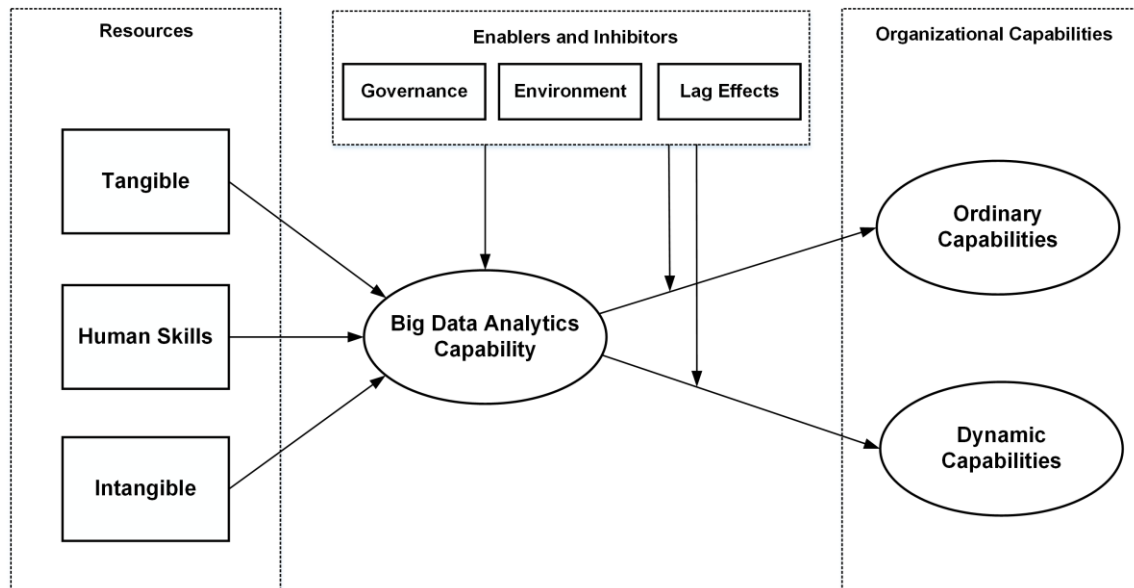 Resources
Enablers and Inhibitors
Organizational Capabilities
Governance
Environment
Lag Effects
Tangible
Ordinary
Capabilities
Human Skills
Big Data Analytics
Capability
Dynamic
Capabilities
Intangible